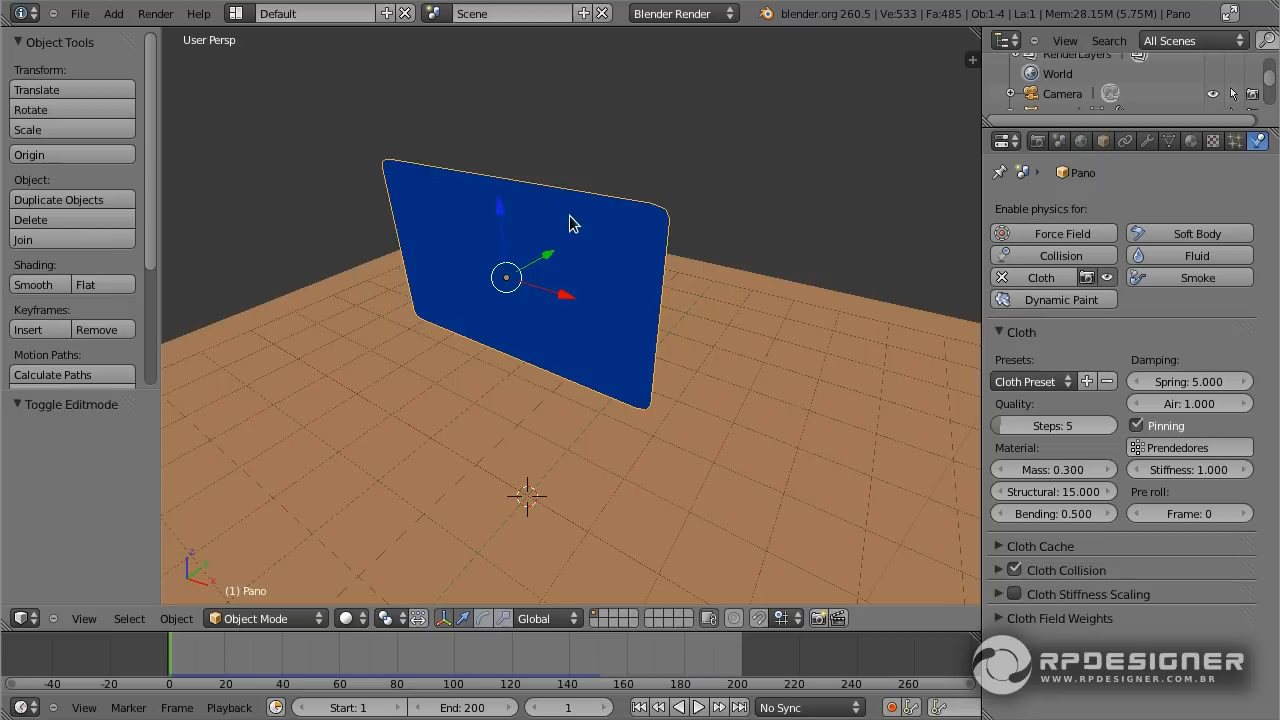 File Add Render Help Default Scene Blender Render blender.org 260.5 | Ve:533 | Fa:485 | Ob:1-4 | La:1 | Mem:28.15M (5.75M) | Pano
Object Tools
Transform:
Translate
Rotate
Scale
Origin
Object:
Duplicate Objects
Delete
Join
Shading:
Smooth Flat
Keyframes:
Insert Remove
Motion Paths:
Calculate Paths
Toggle Editmode
User Persp
z
y
x
(1) Pano
View Select Object Object Mode Global
View Search All Scenes
RenderLayers
World
Camera
Pano
Enable physics for:
Force Field Soft Body
Collision Fluid
Cloth Smoke
Dynamic Paint
Cloth
Presets: Damping:
Cloth Preset Spring: 5.000
Quality: Air: 1.000
Steps: 5 Pinning
Material: Prendedores
Mass: 0.300 Stiffness: 1.000
Structural: 15.000 Pre roll:
Bending: 0.500 Frame: 0
Cloth Cache
Cloth Collision
Cloth Stiffness Scaling
Cloth Field Weights
RPDESIGNER
WWW.RPDESIGNER.COM.BR
-40 -20 0 20 40 60 80 100 120 140 160 180 200 220 240 260
View Marker Frame Playback Start: 1 End: 200 1 No Sync